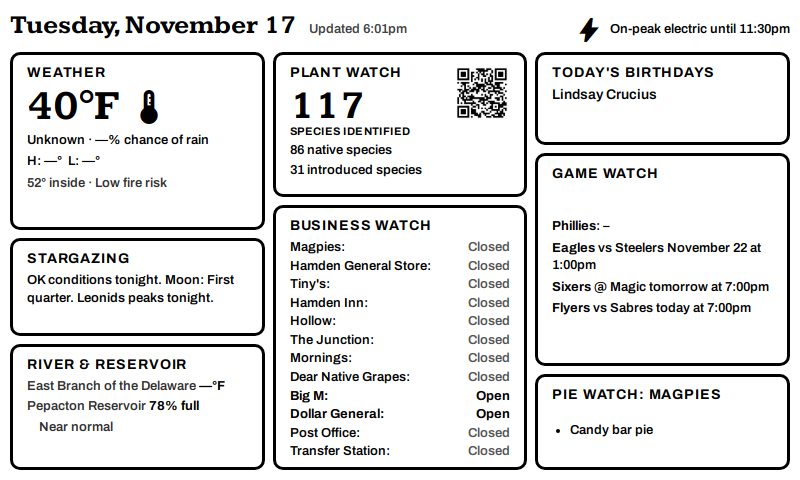 Tuesday, November 17 Updated 6:01pm
On-peak electric until 11:30pm
WEATHER
40°F
Unknown · —% chance of rain
H: —° L: —°
52° inside · Low fire risk
STARGAZING
OK conditions tonight. Moon: First
quarter. Leonids peaks tonight.
RIVER & RESERVOIR
East Branch of the Delaware —°F
Pepacton Reservoir 78% full
Near normal
PLANT WATCH
117
SPECIES IDENTIFIED
86 native species
31 introduced species
BUSINESS WATCH
Magpies: Closed
Hamden General Store: Closed
Tiny's: Closed
Hamden Inn: Closed
Hollow: Closed
The Junction: Closed
Mornings: Closed
Dear Native Grapes: Closed
Big M: Open
Dollar General: Open
Post Office: Closed
Transfer Station: Closed
TODAY'S BIRTHDAYS
Lindsay Crucius
GAME WATCH
Phillies: –
Eagles vs Steelers November 22 at
1:00pm
Sixers @ Magic tomorrow at 7:00pm
Flyers vs Sabres today at 7:00pm
PIE WATCH: MAGPIES
• Candy bar pie